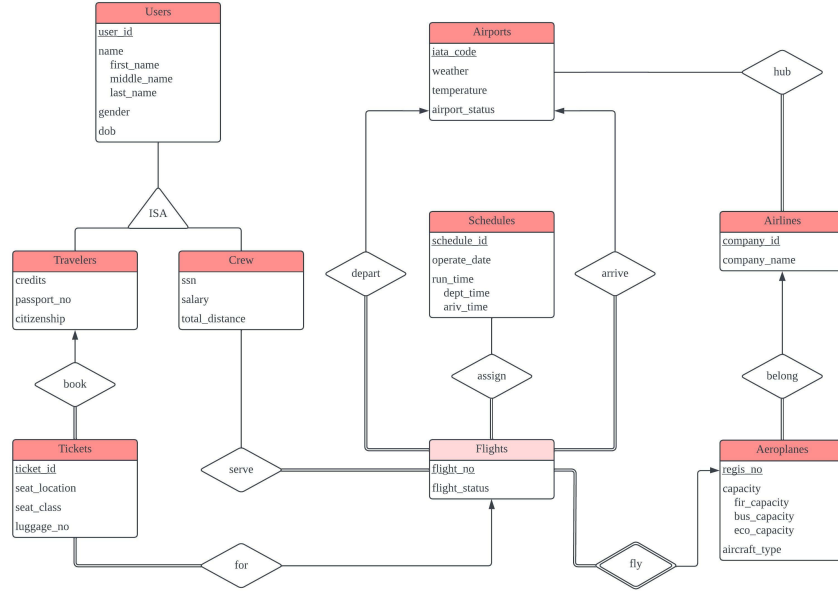 Users
user_id
name
first_name
middle_name
last_name
gender
dob
Airports
iata_code
weather
temperature
airport_status
hub
ISA
Schedules
schedule_id
operate_date
run_time
dept_time
ariv_time
Airlines
company_id
company_name
Travelers
credits
passport_no
citizenship
Crew
ssn
salary
total_distance
depart
arrive
book
assign
belong
Tickets
ticket_id
seat_location
seat_class
luggage_no
serve
Flights
flight_no
flight_status
Aeroplanes
regis_no
capacity
fir_capacity
bus_capacity
eco_capacity
aircraft_type
for
fly